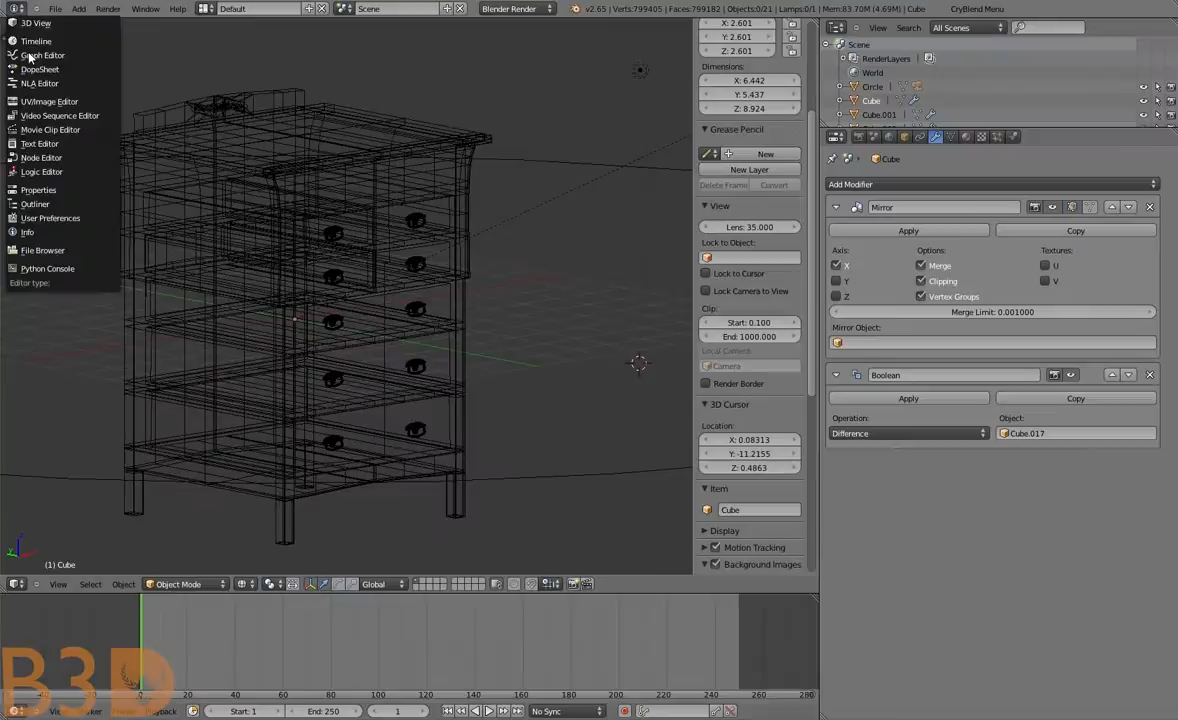 File Add Render Window Help Default Scene Blender Render v2.65 | Verts:799405 | Faces:799182 | Objects:0/21 | Lamps:0/1 | Mem:83.70M (4.69M) | Cube CryBlend Menu
3D View
Timeline
Graph Editor
DopeSheet
NLA Editor
UV/Image Editor
Video Sequence Editor
Movie Clip Editor
Text Editor
Node Editor
Logic Editor
Properties
Outliner
User Preferences
Info
File Browser
Python Console
Editor type:
(1) Cube
X: 2.601
Y: 2.601
Z: 2.601
Dimensions:
X: 6.442
Y: 5.437
Z: 8.924
Grease Pencil
New
New Layer
Delete Frame Convert
View
Lens: 35.000
Lock to Object:
Lock to Cursor
Lock Camera to View
Clip:
Start: 0.100
End: 1000.000
Local Camera:
Camera
Render Border
3D Cursor
Location:
X: 0.08313
Y: -11.2155
Z: 0.4863
Item
Cube
Display
Motion Tracking
Background Images
View Search All Scenes
Scene
RenderLayers
World
Circle
Cube
Cube.001
Cube
Add Modifier
Mirror
Apply Copy
Axis: Options: Textures:
X Merge U
Y Clipping V
Z Vertex Groups
Merge Limit: 0.001000
Mirror Object:
Boolean
Apply Copy
Operation: Object:
Difference Cube.017
View Select Object Object Mode Global
B3D
0 20 40 60 80 100 120 140 160 180 200 220 240 260 280
Playback Start: 1 End: 250 1 No Sync